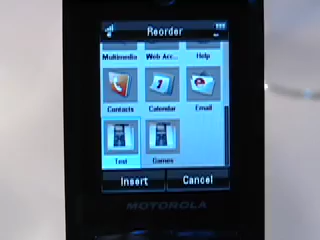 Reorder
Multimedia Web Acc... Help
Contacts Calendar Email
Text Games
Insert Cancel
MOTOROLA